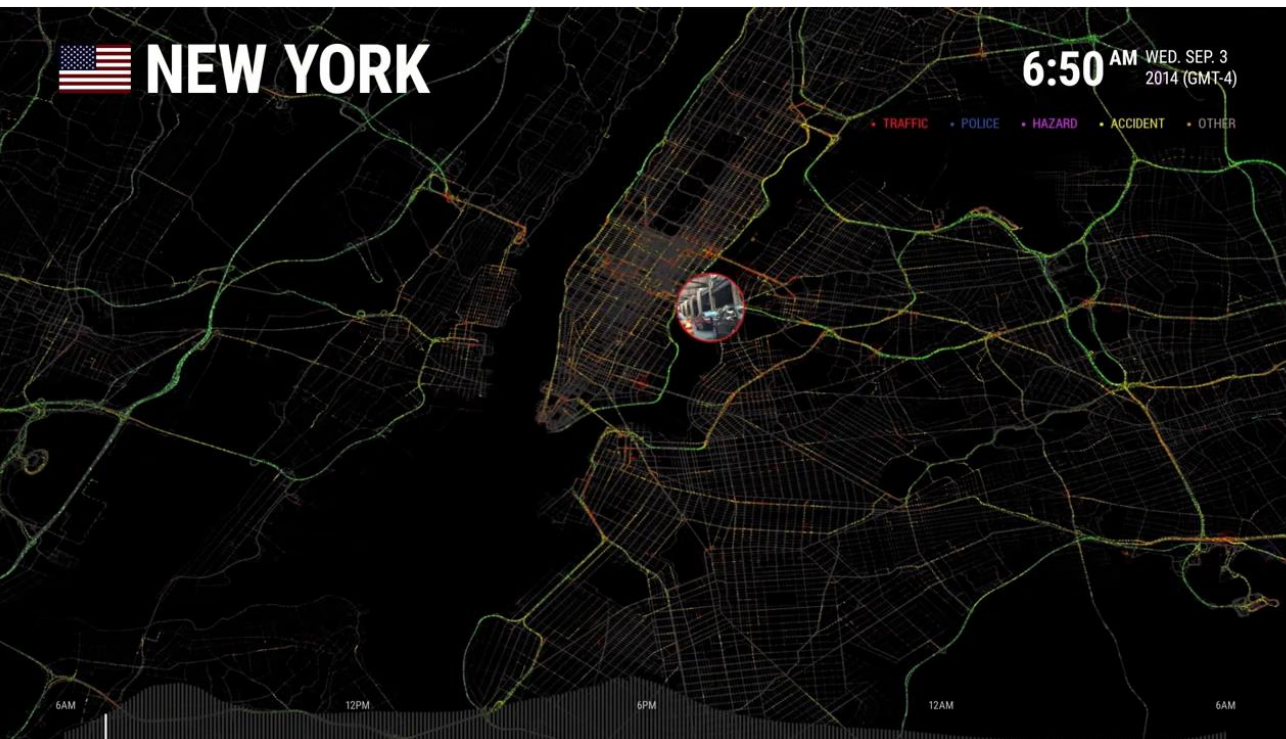 NEW YORK
6:50 AM WED. SEP. 3
2014 (GMT-4)
• TRAFFIC • POLICE • HAZARD • ACCIDENT • OTHER
6AM 12PM 6PM 12AM 6AM